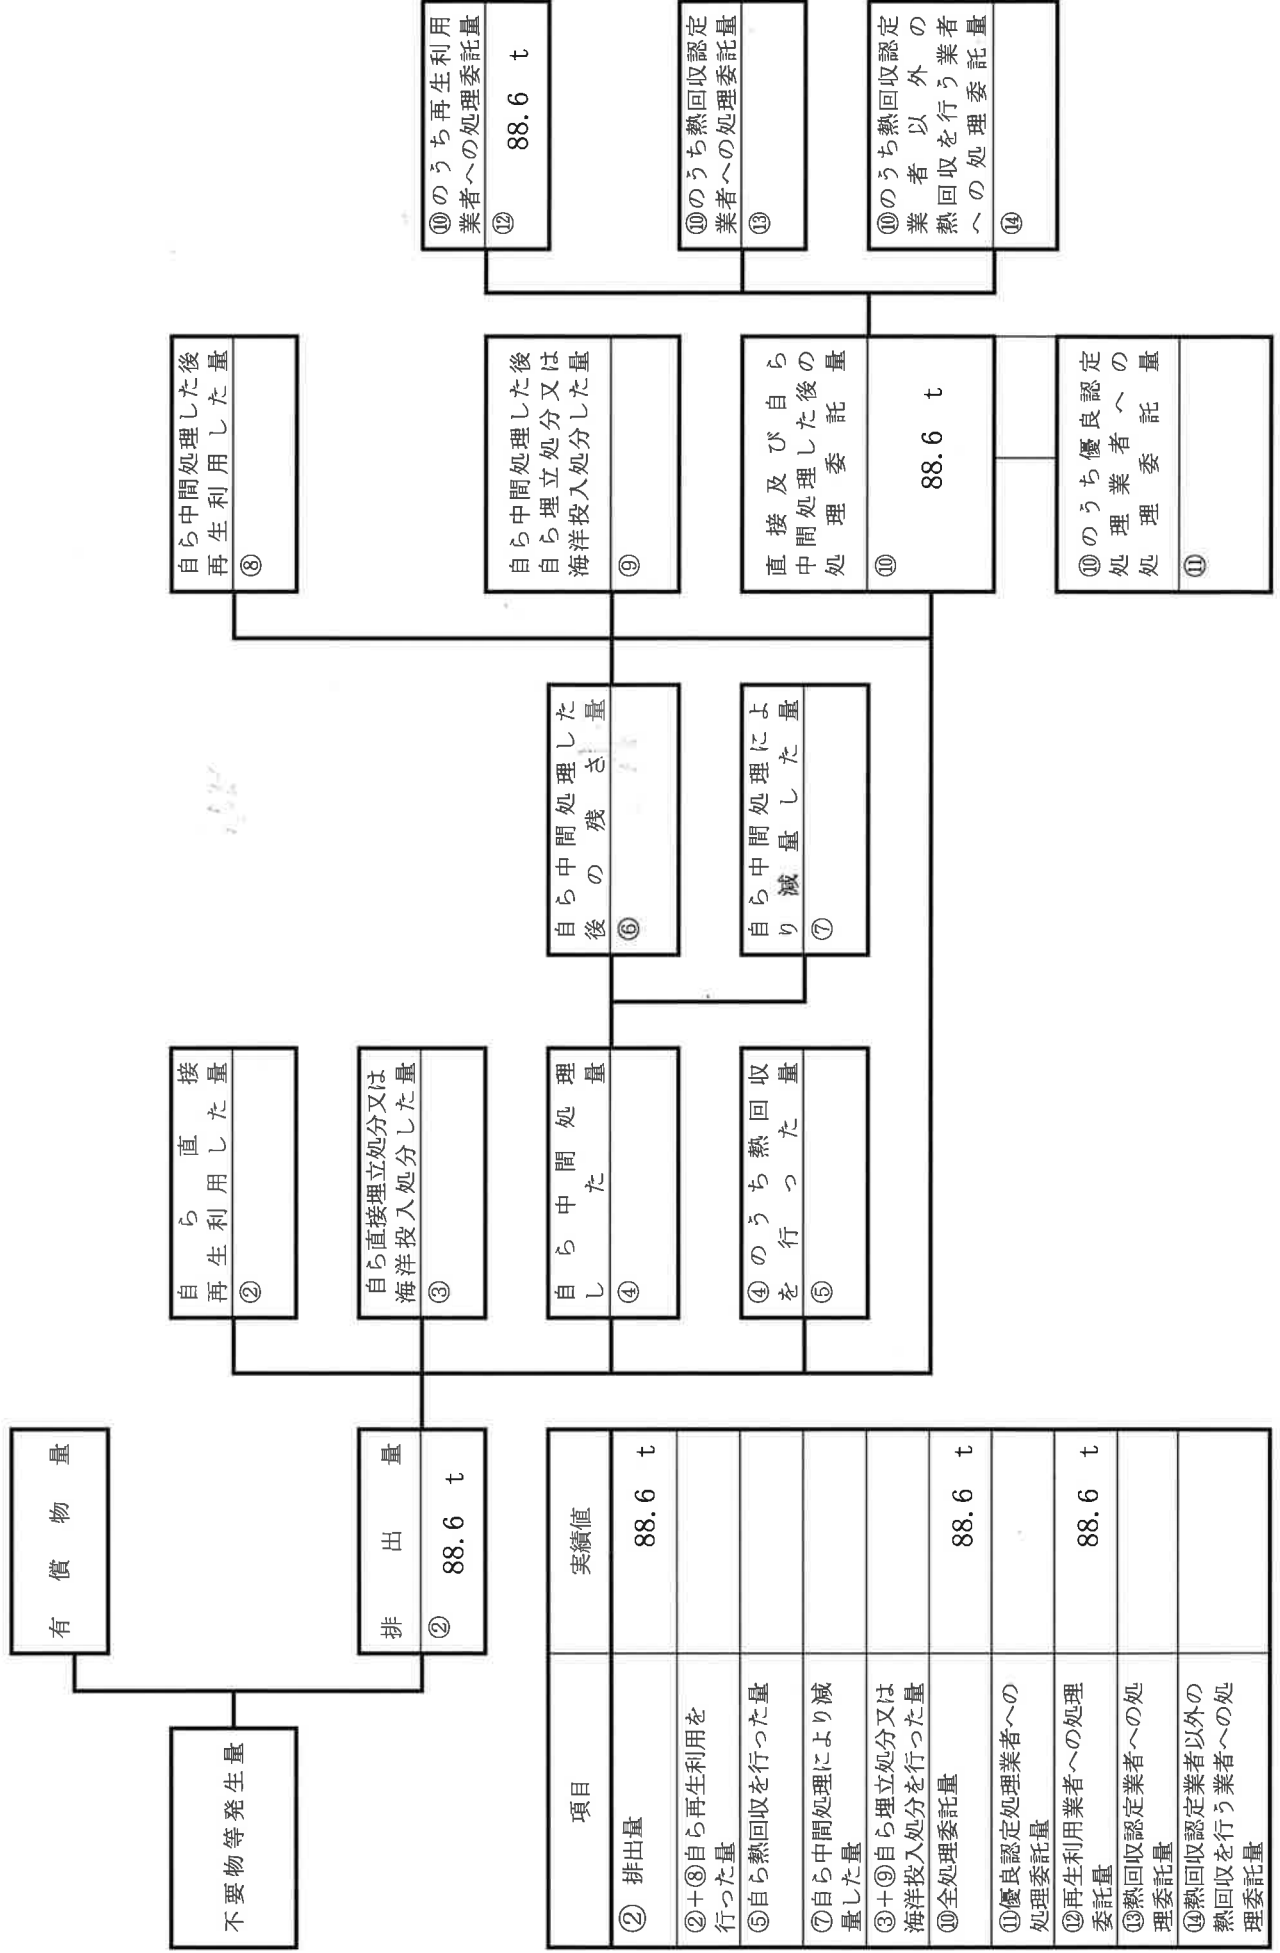 不要物等発生量
有償物量
排出量
② 88.6 t
自ら直接
再生利用した量
②
自ら直接埋立処分又は
海洋投入処分した量
③
自ら中間処理
した量
④
④のうち熱回収
を行った量
⑤
自ら中間処理した
後の残さ量
⑥
自ら中間処理によ
り減量した量
⑦
自ら中間処理した後
再生利用した量
⑧
自ら中間処理した後
自ら埋立処分又は
海洋投入処分した量
⑨
直接及び自ら
中間処理した後の
処理委託量
⑩ 88.6 t
⑩のうち優良認定
処理業者への
処理委託量
⑪
⑩のうち再生利用
業者への処理委託量
⑫ 88.6 t
⑩のうち熱回収認定
業者への処理委託量
⑬
⑩のうち熱回収認定
業者以外の
熱回収を行う業者
への処理委託量
⑭
項目 実績値
② 排出量 88.6 t
②＋⑧自ら再生利用を
行った量
⑤自ら熱回収を行った量
⑦自ら中間処理により減
量した量
③＋⑨自ら埋立処分又は
海洋投入処分を行った量
⑩全処理委託量 88.6 t
⑪優良認定処理業者への
処理委託量
⑫再生利用業者への処理
委託量 88.6 t
⑬熱回収認定業者への処
理委託量
⑭熱回収認定業者以外の
熱回収を行う業者への処
理委託量